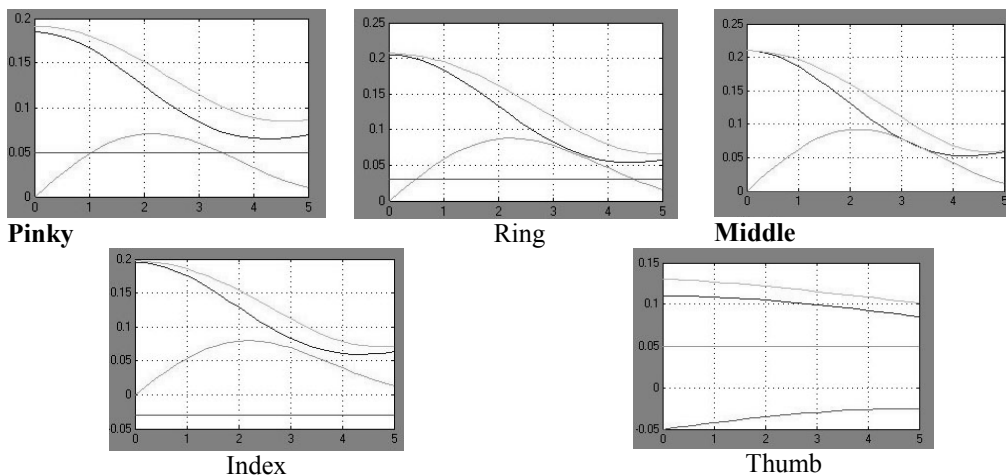 0.2 0.15 0.1 0.05 0 0 1 2 3 4 5
0.25 0.2 0.15 0.1 0.05 0 0 1 2 3 4 5
0.25 0.2 0.15 0.1 0.05 0 0 1 2 3 4 5
Pinky Ring Middle
0.2 0.15 0.1 0.05 0 -0.05 0 1 2 3 4 5
0.15 0.1 0.05 0 -0.05 0 1 2 3 4 5
Index Thumb